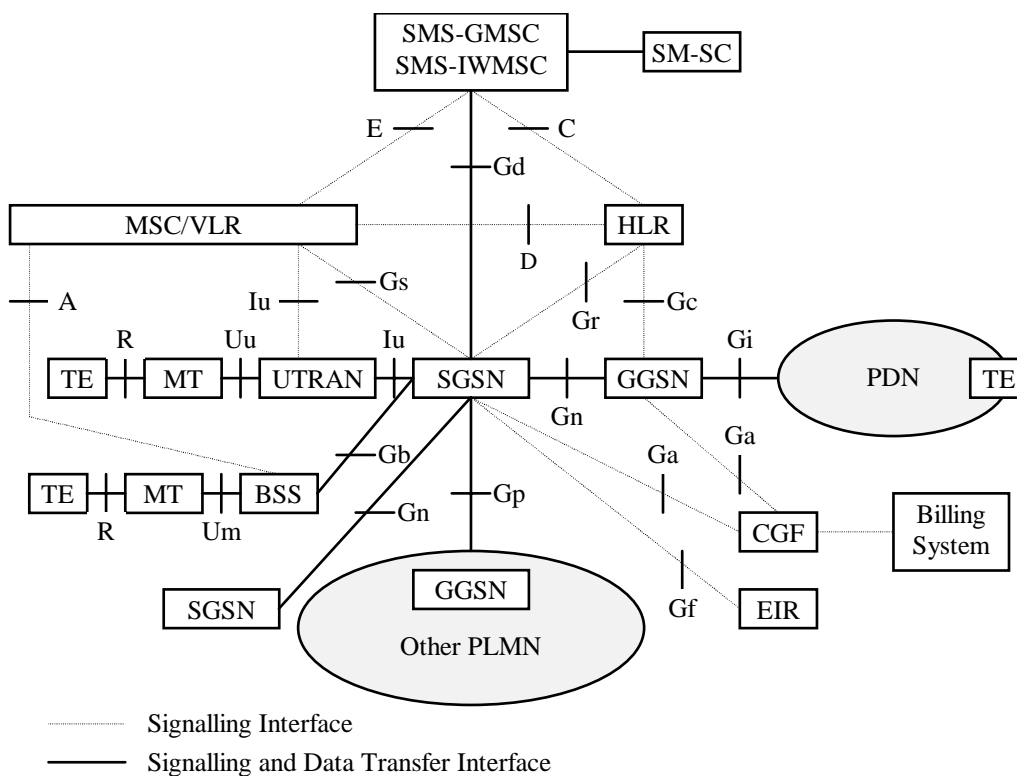 SMS-GMSC
SMS-IWMSC
SM-SC
E
C
Gd
MSC/VLR
HLR
D
A
Iu
Gs
Gr
Gc
R
Uu
Iu
Gi
TE
MT
UTRAN
SGSN
GGSN
PDN
TE
Gn
Gb
Ga
Ga
TE
MT
BSS
Gp
R
Um
Gn
CGF
Billing
System
GGSN
SGSN
Gf
EIR
Other PLMN
Signalling Interface
Signalling and Data Transfer Interface